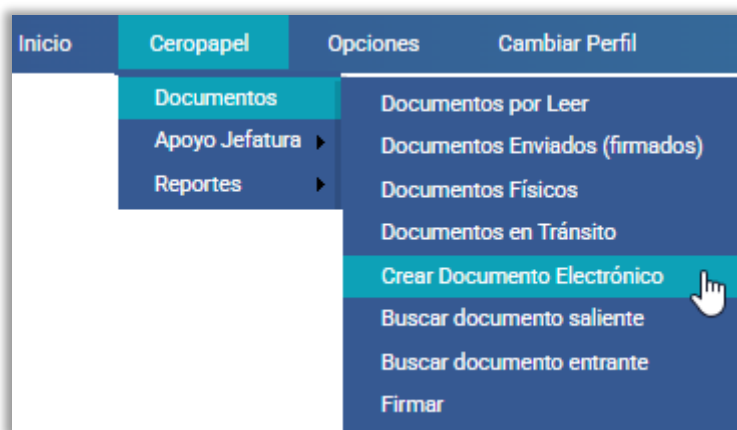 Inicio Ceropapel Opciones Cambiar Perfil
Documentos
Apoyo Jefatura
Reportes
Documentos por Leer
Documentos Enviados (firmados)
Documentos Físicos
Documentos en Tránsito
Crear Documento Electrónico
Buscar documento saliente
Buscar documento entrante
Firmar